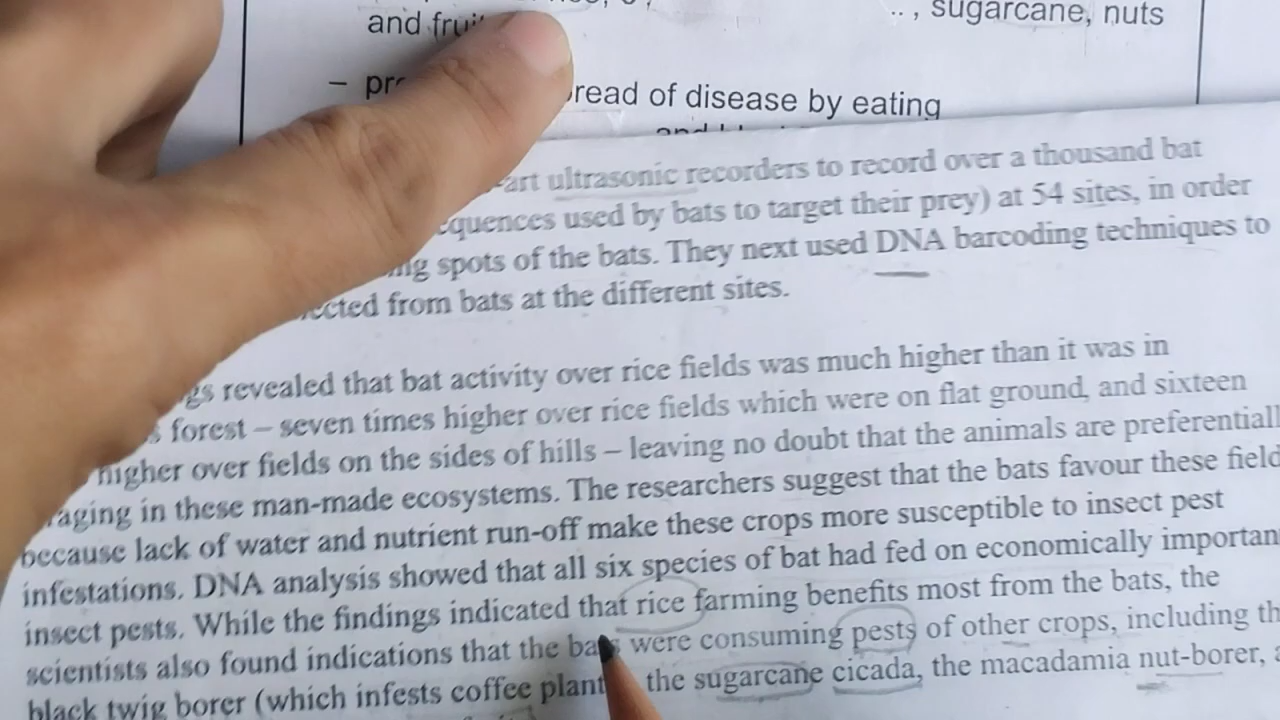 sugarcane, nuts
and
– read of disease by eating
art ultrasonic recorders to record over a thousand bat
equences used by bats to target their prey) at 54 sites, in order
ing spots of the bats. They next used DNA barcoding techniques to
ected from bats at the different sites.
gs revealed that bat activity over rice fields was much higher than it was in
s forest – seven times higher over rice fields which were on flat ground, and sixteen
higher over fields on the sides of hills – leaving no doubt that the animals are preferentiall
raging in these man-made ecosystems. The researchers suggest that the bats favour these field
because lack of water and nutrient run-off make these crops more susceptible to insect pest
infestations. DNA analysis showed that all six species of bat had fed on economically importan
insect pests. While the findings indicated that rice farming benefits most from the bats, the
scientists also found indications that the bats were consuming pests of other crops, including th
black twig borer (which infests coffee plant the sugarcane cicada, the macadamia nut-borer, a